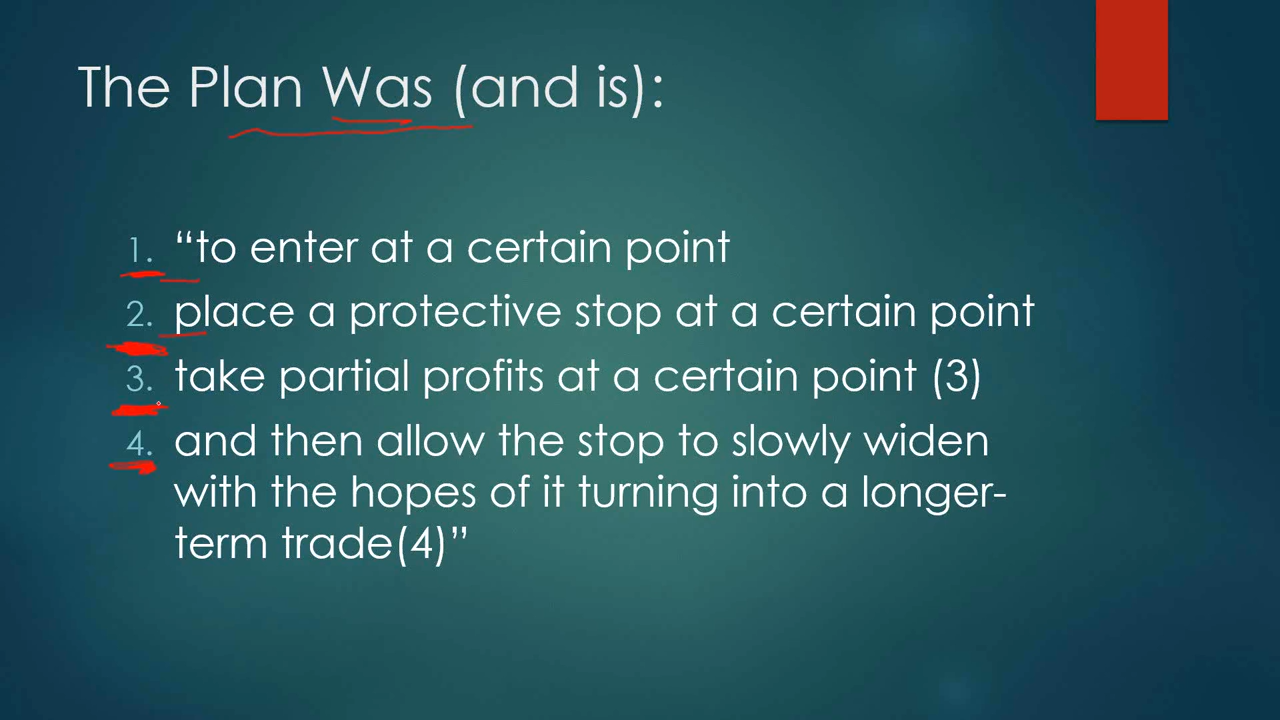 The Plan Was (and is):
1. “to enter at a certain point
2. place a protective stop at a certain point
3. take partial profits at a certain point (3)
4. and then allow the stop to slowly widen
with the hopes of it turning into a longer-
term trade(4)”